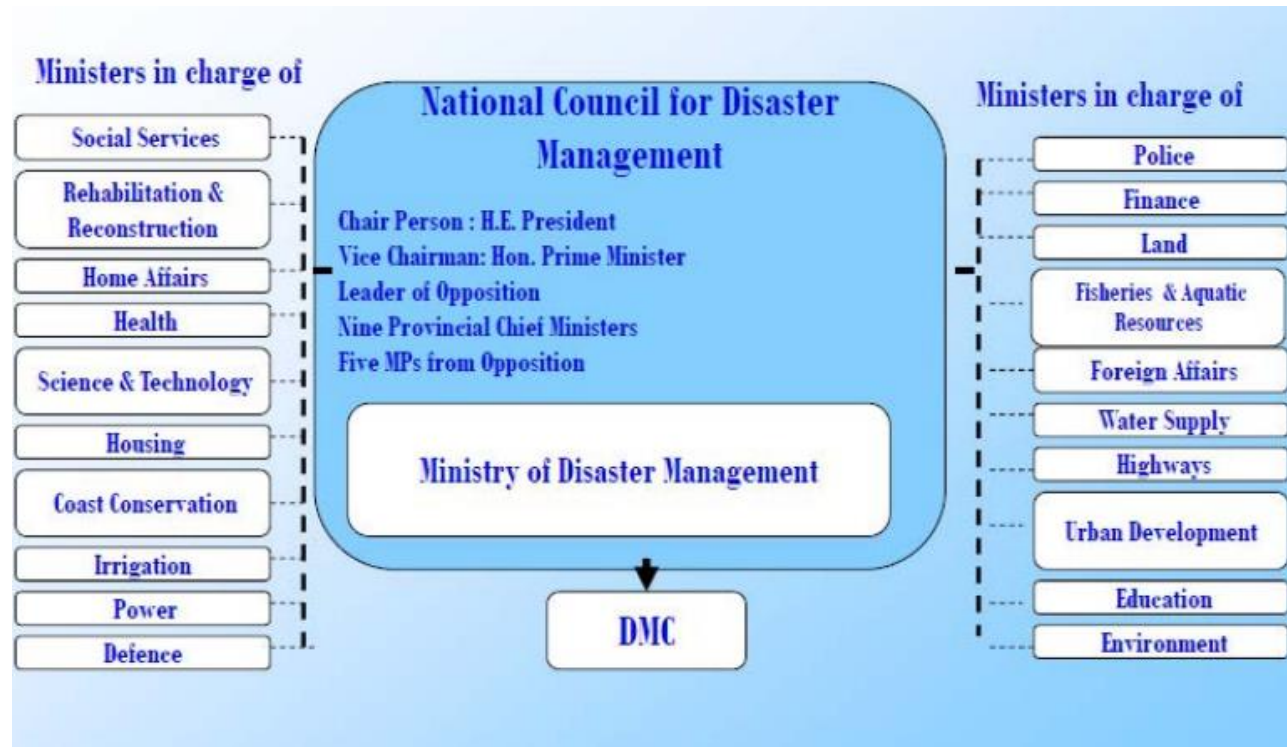 Ministers in charge of
Social Services
Rehabilitation &
Reconstruction
Home Affairs
Health
Science & Technology
Housing
Coast Conservation
Irrigation
Power
Defence
National Council for Disaster
Management
Chair Person : H.E. President
Vice Chairman: Hon. Prime Minister
Leader of Opposition
Nine Provincial Chief Ministers
Five MPs from Opposition
Ministry of Disaster Management
DMC
Ministers in charge of
Police
Finance
Land
Fisheries & Aquatic
Resources
Foreign Affairs
Water Supply
Highways
Urban Development
Education
Environment